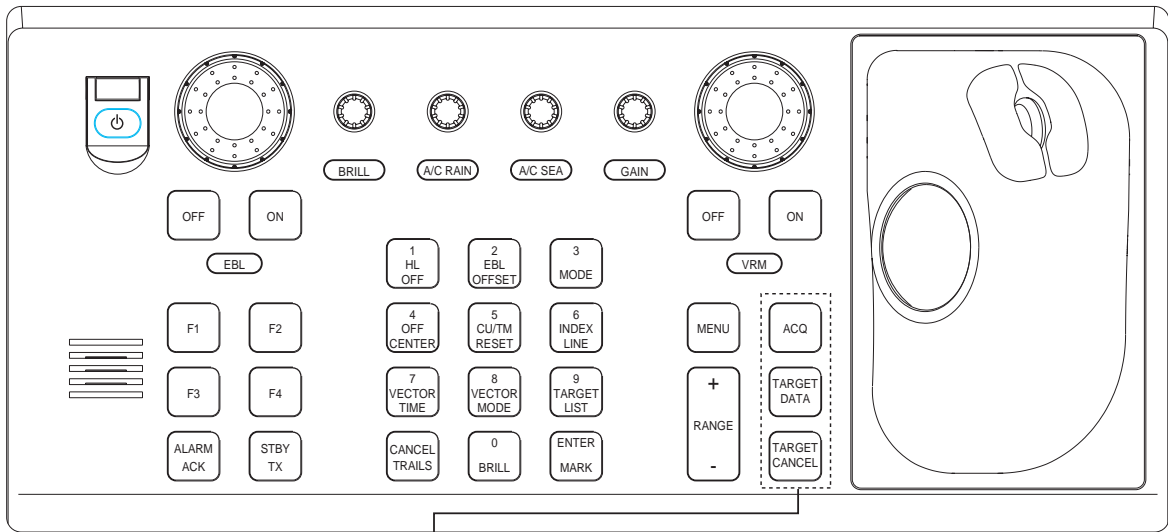 BRILL
A/C RAIN
A/C SEA
GAIN
OFF
ON
OFF
ON
EBL
VRM
1
HL
OFF
2
EBL
OFFSET
3
MODE
F1
F2
4
OFF
CENTER
5
CU/TM
RESET
6
INDEX
LINE
MENU
ACQ
F3
F4
7
VECTOR
TIME
8
VECTOR
MODE
9
TARGET
LIST
+
RANGE
-
TARGET
DATA
ALARM
ACK
STBY
TX
CANCEL
TRAILS
0
BRILL
ENTER
MARK
TARGET
CANCEL